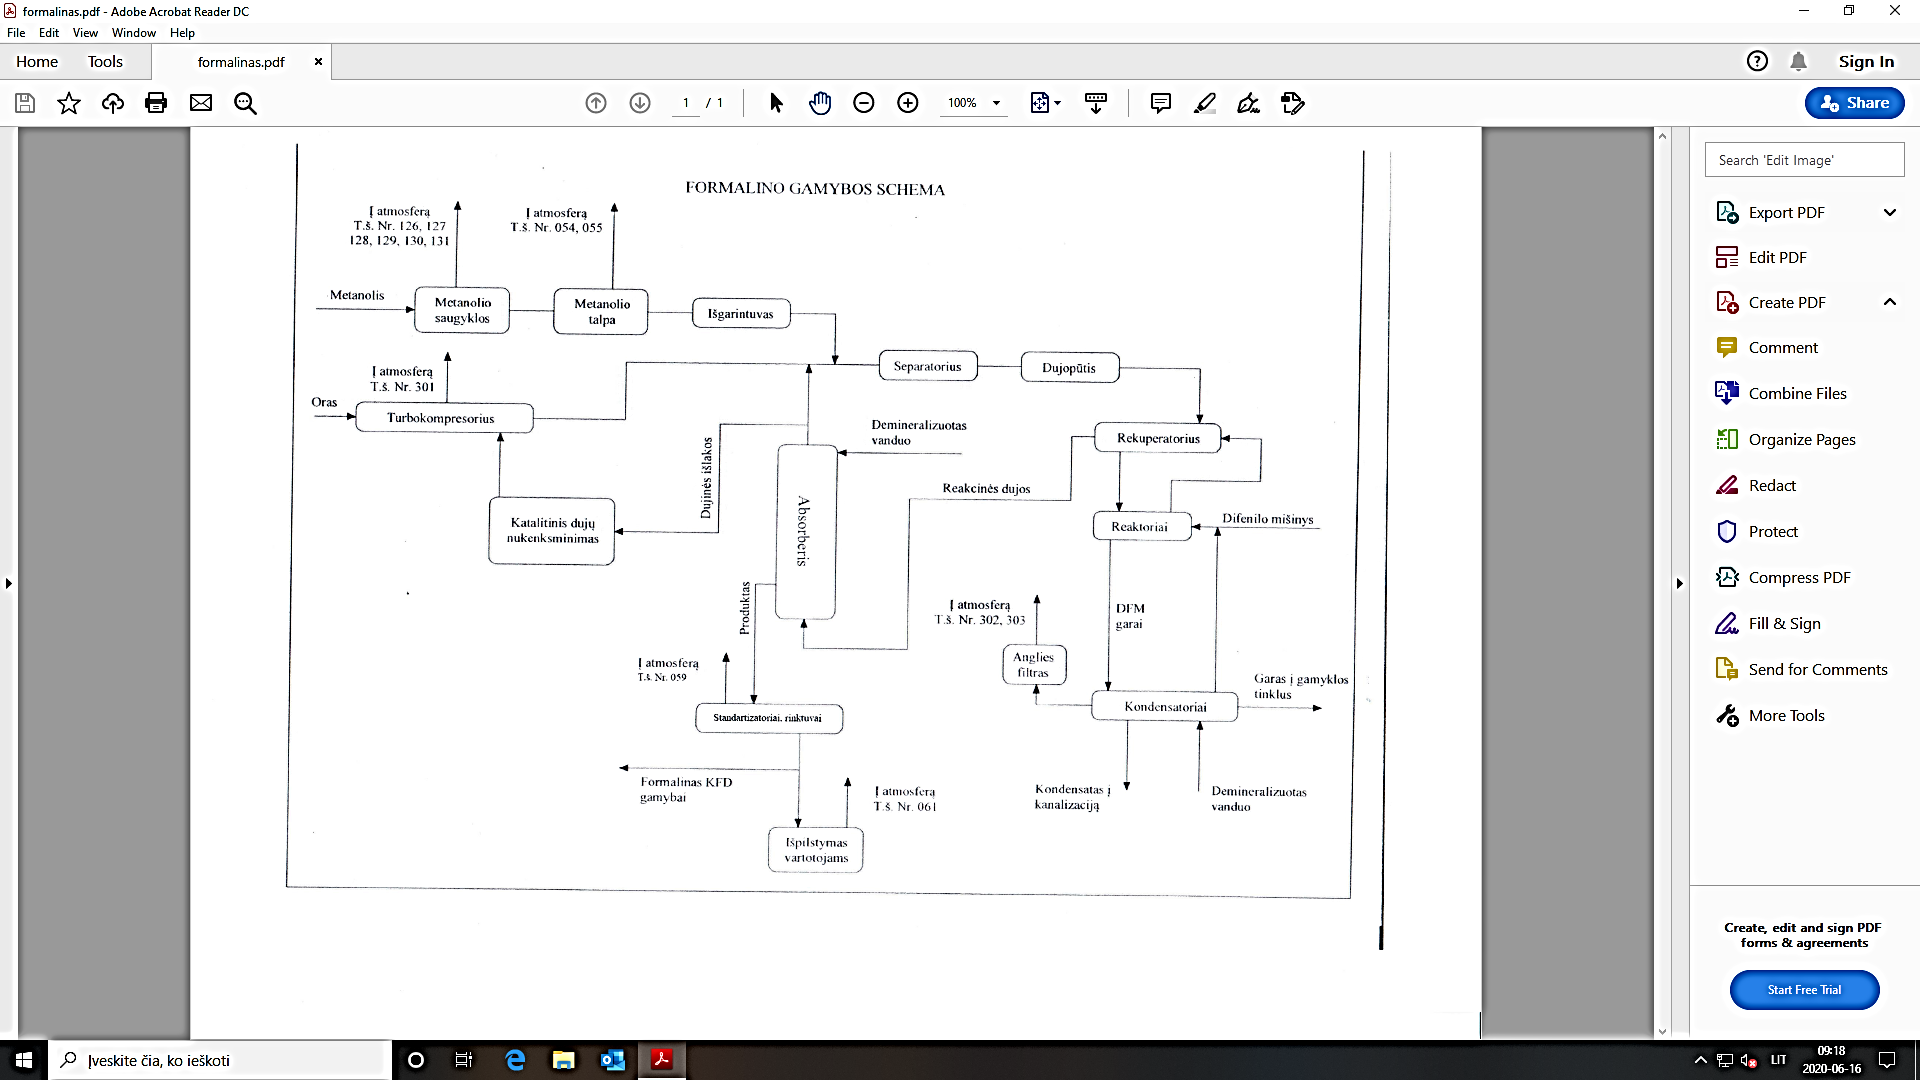 formalinas.pdf - Adobe Acrobat Reader DC
File Edit View Window Help
Home Tools formalinas.pdf × Sign In
1 / 1 100% Share
FORMALINO GAMYBOS SCHEMA
Į atmosferą
T.š. Nr. 126, 127
128, 129, 130, 131
Į atmosferą
T.š. Nr. 054, 055
Metanolis
Metanolio
saugyklos
Metanolio
talpa
Išgarintuvas
Separatorius
Dujopūtis
Į atmosferą
T.š. Nr. 301
Oras
Turbokompresorius
Demineralizuotas
vanduo
Rekuperatorius
Dujinės išlakos
Absorberis
Reakcinės dujos
Katalitinis dujų
nukenksminimas
Reaktoriai
Difenilo mišinys
Produktas
Į atmosferą
T.š. Nr. 302, 303
DFM
garai
Anglies
filtras
Į atmosferą
T.š. Nr. 059
Garas į gamyklos
tinklus
Kondensatoriai
Standartizatoriai, rinktuvai
Formalinas KFD
gamybai
Į atmosferą
T.š. Nr. 061
Kondensatas į
kanalizaciją
Demineralizuotas
vanduo
Išpilstymas
vartotojams
Search 'Edit Image'
Export PDF
Edit PDF
Create PDF
Comment
Combine Files
Organize Pages
Redact
Protect
Compress PDF
Fill & Sign
Send for Comments
More Tools
Create, edit and sign PDF
forms & agreements
Start Free Trial
Įveskite čia, ko ieškoti
LIT
09:18
2020-06-16